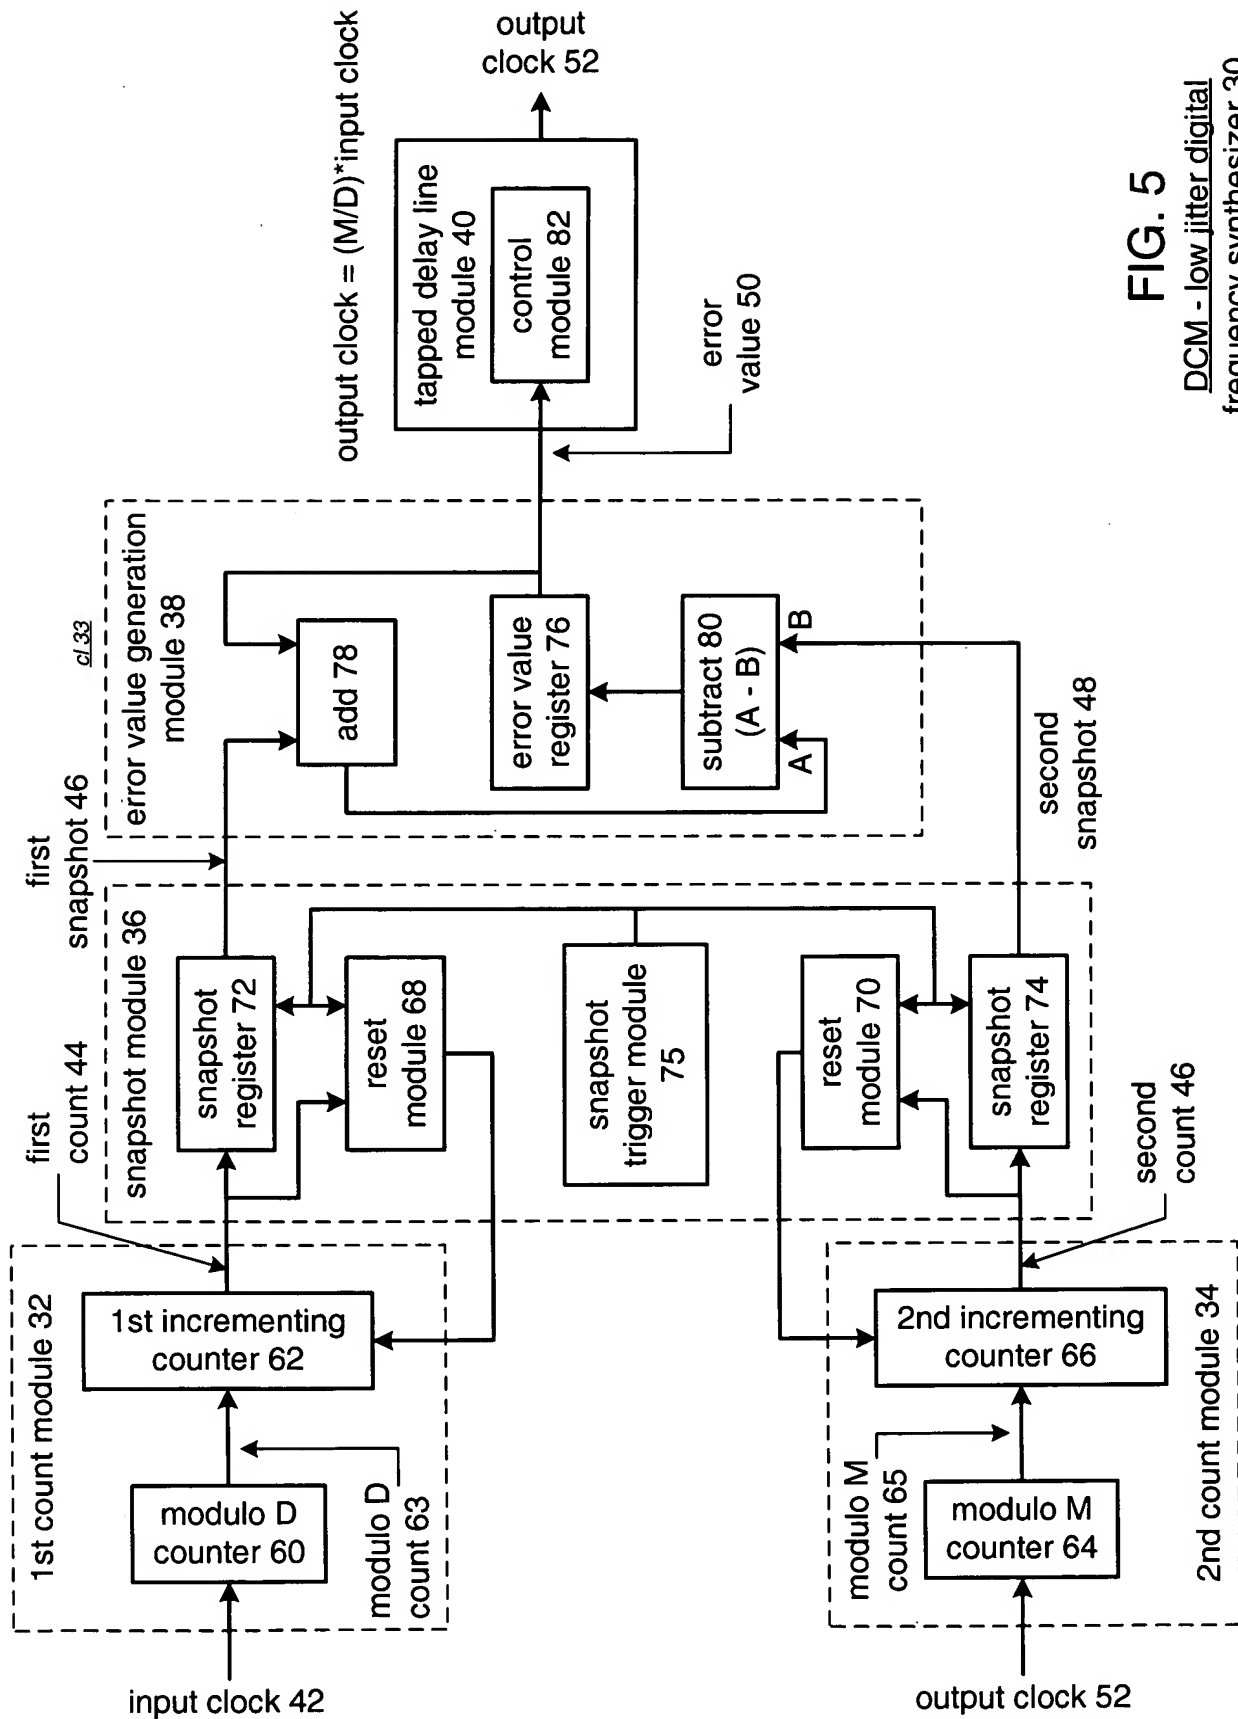 output clock = (M/D)*input clock
output
clock 52
tapped delay line
module 40
control
module 82
error
value 50
cl 33
error value generation
module 38
add 78
error value
register 76
subtract 80
(A - B)
A
B
first
snapshot 46
second
snapshot 48
snapshot module 36
snapshot
register 72
reset
module 68
snapshot
trigger module
75
reset
module 70
snapshot
register 74
first
count 44
second
count 46
1st count module 32
1st incrementing
counter 62
modulo D
counter 60
modulo D
count 63
input clock 42
2nd incrementing
counter 66
modulo M
count 65
modulo M
counter 64
2nd count module 34
output clock 52
FIG. 5
DCM - low jitter digital
frequency synthesizer 30